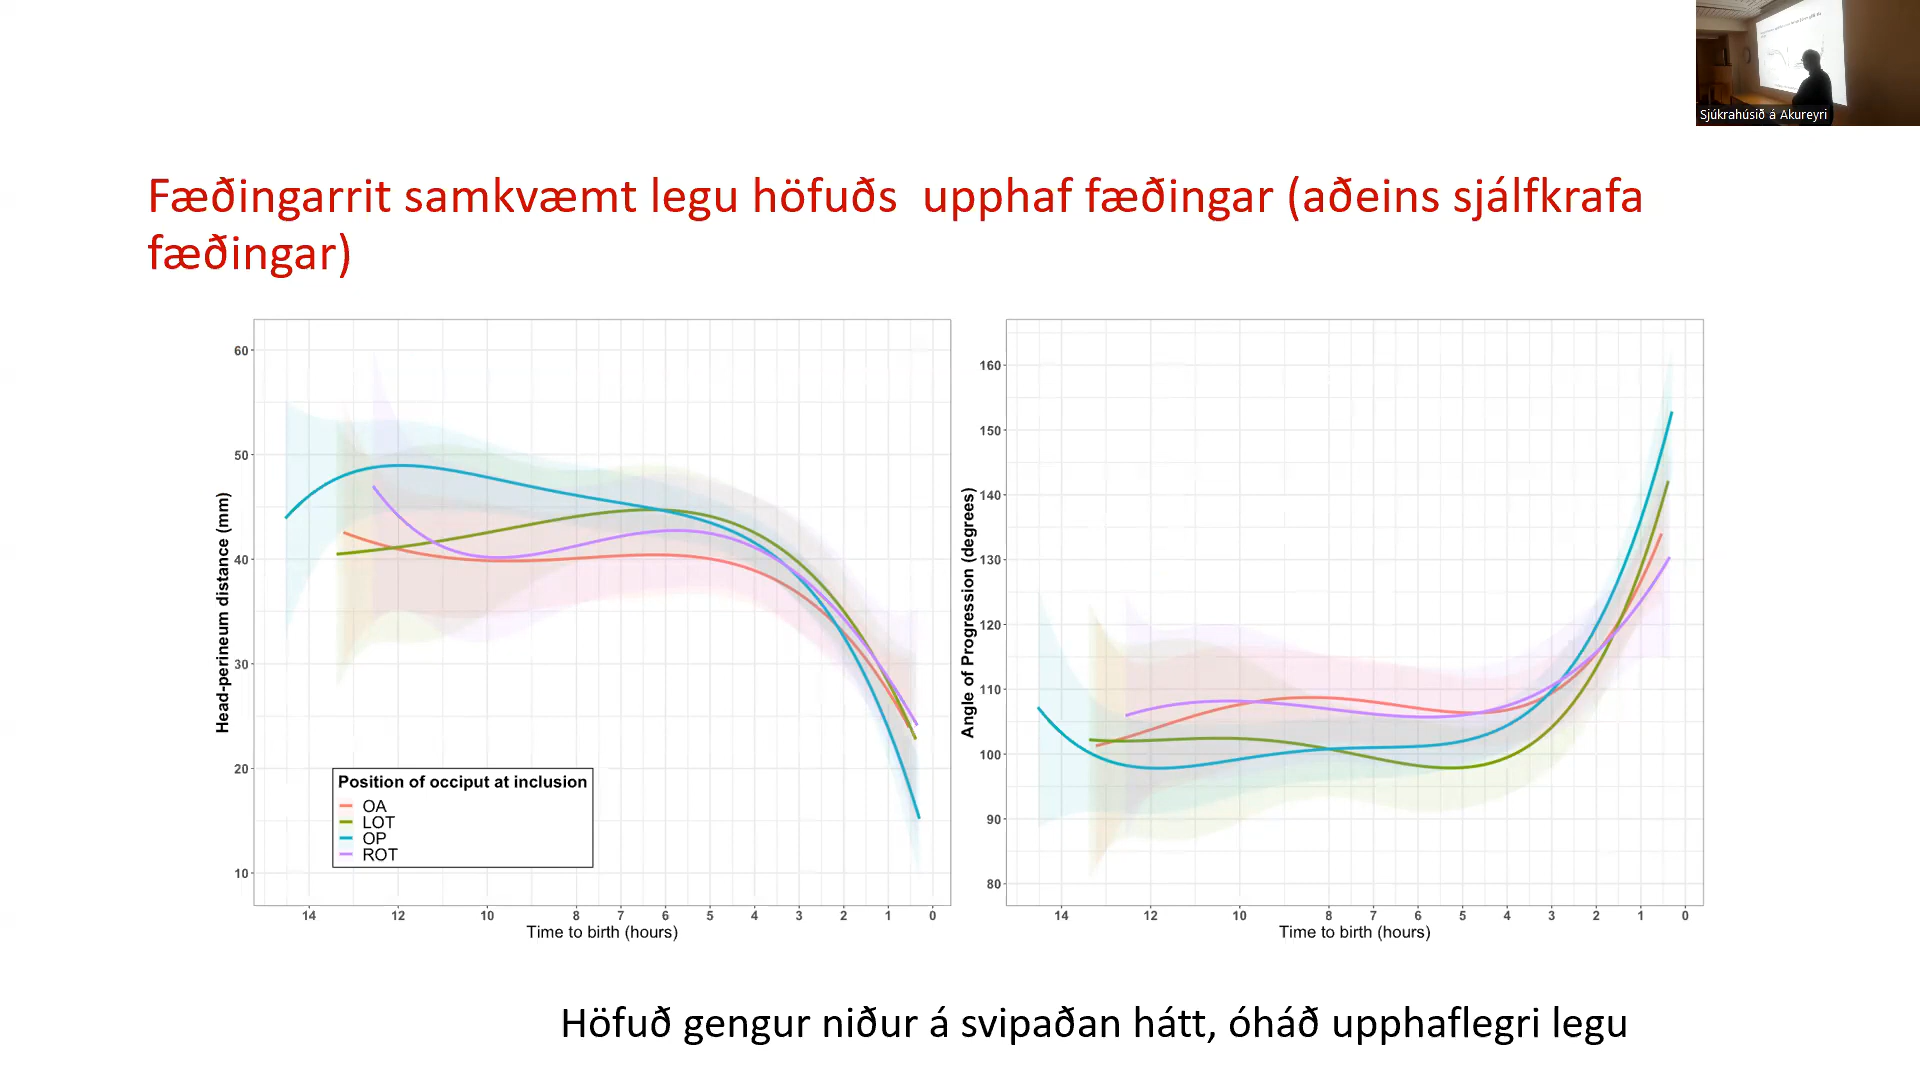 Sjúkrahúsið á Akureyri
Fæðingarrit samkvæmt legu höfuðs  upphaf fæðingar (aðeins sjálfkrafa
fæðingar)
Head-perineum distance (mm)
60
50
40
30
20
10
Position of occiput at inclusion
OA
LOT
OP
ROT
14 12 10 8 7 6 5 4 3 2 1 0
Time to birth (hours)
Angle of Progression (degrees)
160
150
140
130
120
110
100
90
80
14 12 10 8 7 6 5 4 3 2 1 0
Time to birth (hours)
Höfuð gengur niður á svipaðan hátt, óháð upphaflegri legu